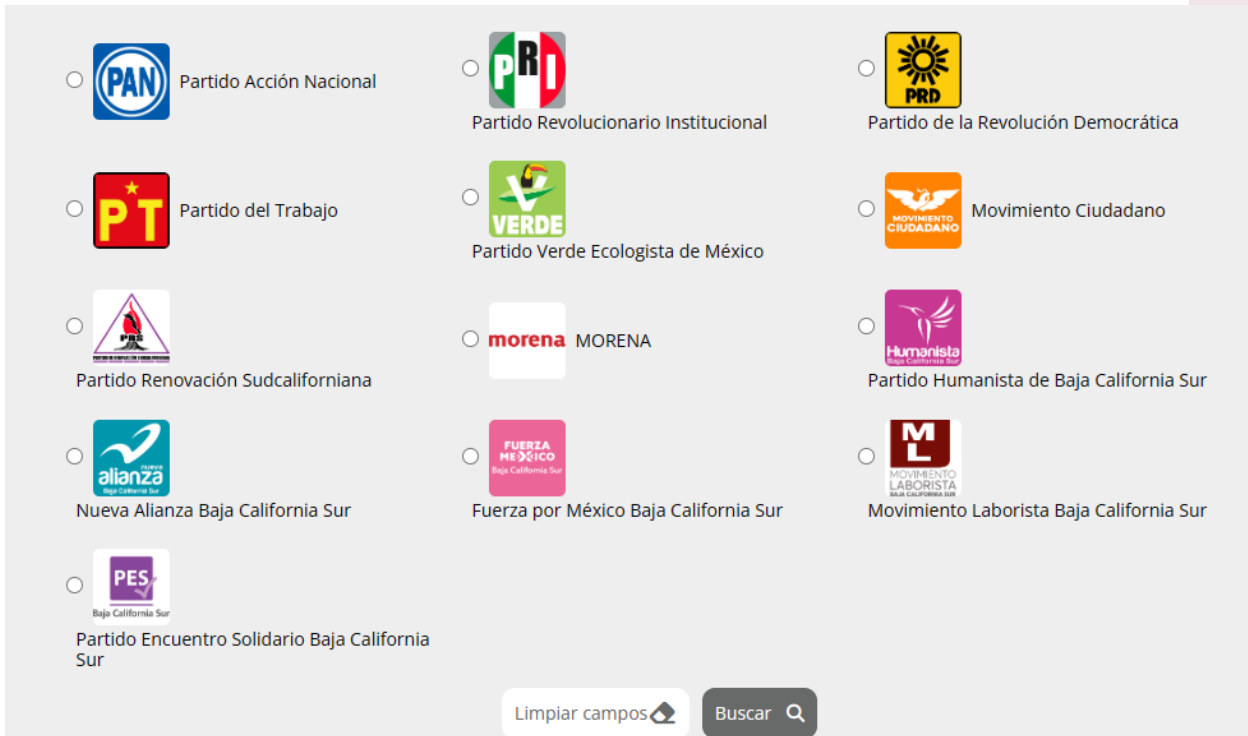 PAN Partido Acción Nacional
PRI
Partido Revolucionario Institucional
PRD
Partido de la Revolución Democrática
PT Partido del Trabajo
VERDE
Partido Verde Ecologista de México
MOVIMIENTO
CIUDADANO
Movimiento Ciudadano
PRS
Partido Renovación Sudcaliforniana
morena MORENA
Humanista
Baja California Sur
Partido Humanista de Baja California Sur
nueva
alianza
Baja California Sur
Nueva Alianza Baja California Sur
FUERZA
MEXICO
Baja California Sur
Fuerza por México Baja California Sur
ML
MOVIMIENTO
LABORISTA
BAJA CALIFORNIA SUR
Movimiento Laborista Baja California Sur
PES
Baja California Sur
Partido Encuentro Solidario Baja California
Sur
Limpiar campos
Buscar